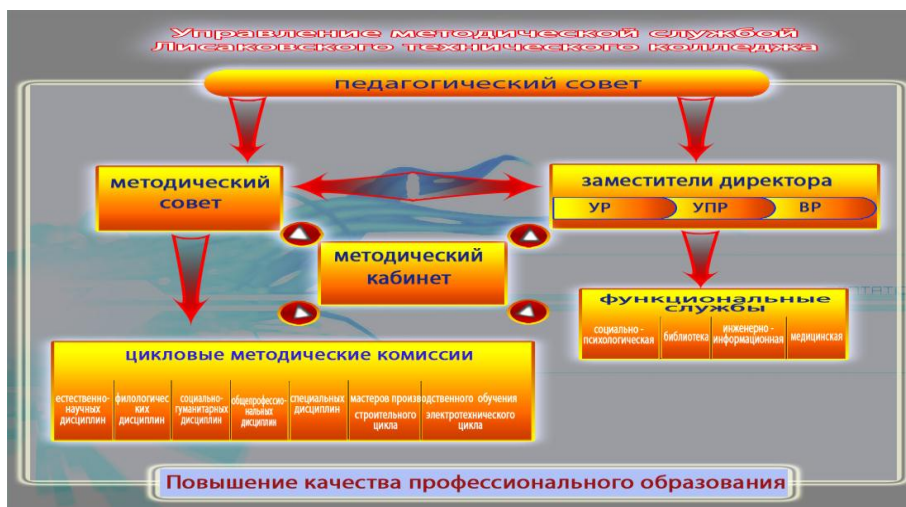 Управление методической службой
Лисаковского технического колледжа
педагогический совет
методический
совет
заместители директора
УР УПР ВР
методический
кабинет
функциональные
службы
социально -
психологическая
библиотека
инженерно -
информационная
медицинская
цикловые методические комиссии
естественно-
научных
дисциплин
филологичес
ких
дисциплин
социально-
гуманитарных
дисциплин
общепрофессио-
нальных
дисциплин
специальных
дисциплин
мастеров производственного обучения
строительного
цикла
электротехнического
цикла
Повышение качества профессионального образования